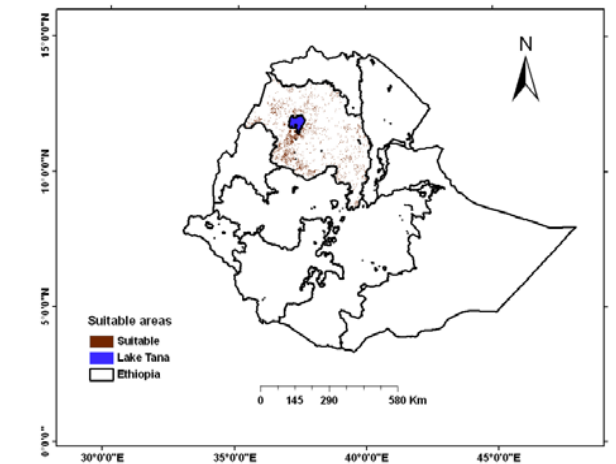 15°0'0"N
N
10°0'0"N
5°0'0"N
Suitable areas
Suitable
Lake Tana
Ethiopia
0 145 290 580 Km
0°0'0"
30°0'0"E 35°0'0"E 40°0'0"E 45°0'0"E